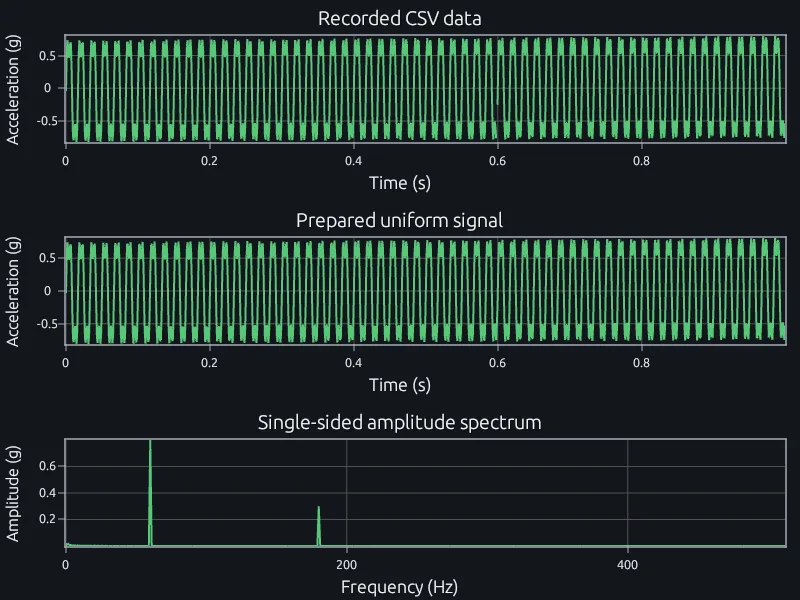 Recorded CSV data
Acceleration (g)
0.5
0
-0.5
0 0.2 0.4 0.6 0.8
Time (s)
Prepared uniform signal
Acceleration (g)
0.5
0
-0.5
0 0.2 0.4 0.6 0.8
Time (s)
Single-sided amplitude spectrum
Amplitude (g)
0.6
0.4
0.2
0 200 400
Frequency (Hz)